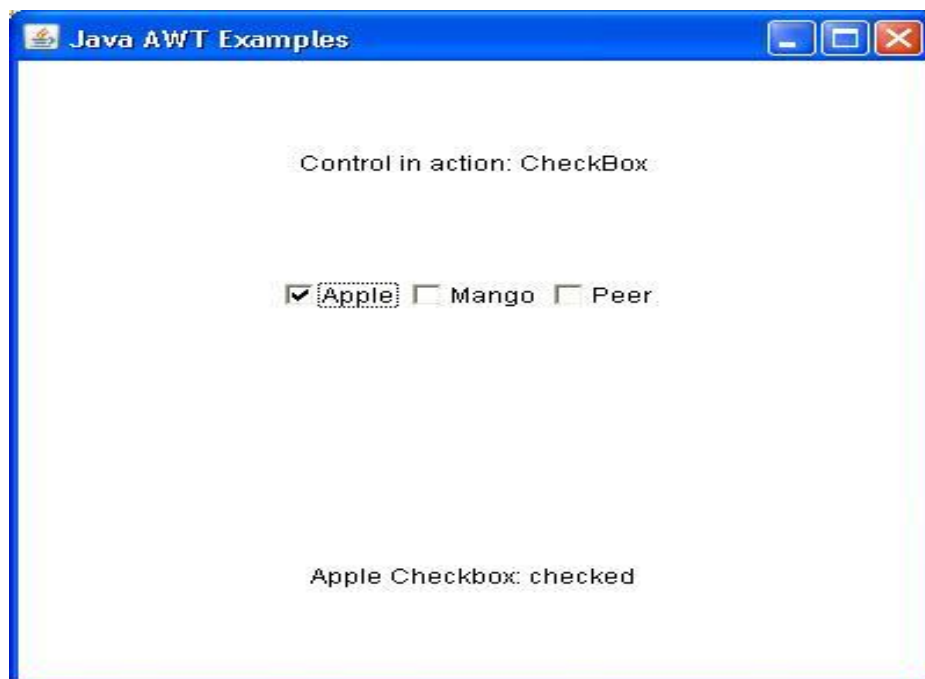 Java AWT Examples
Control in action: CheckBox
Apple Mango Peer
Apple Checkbox: checked